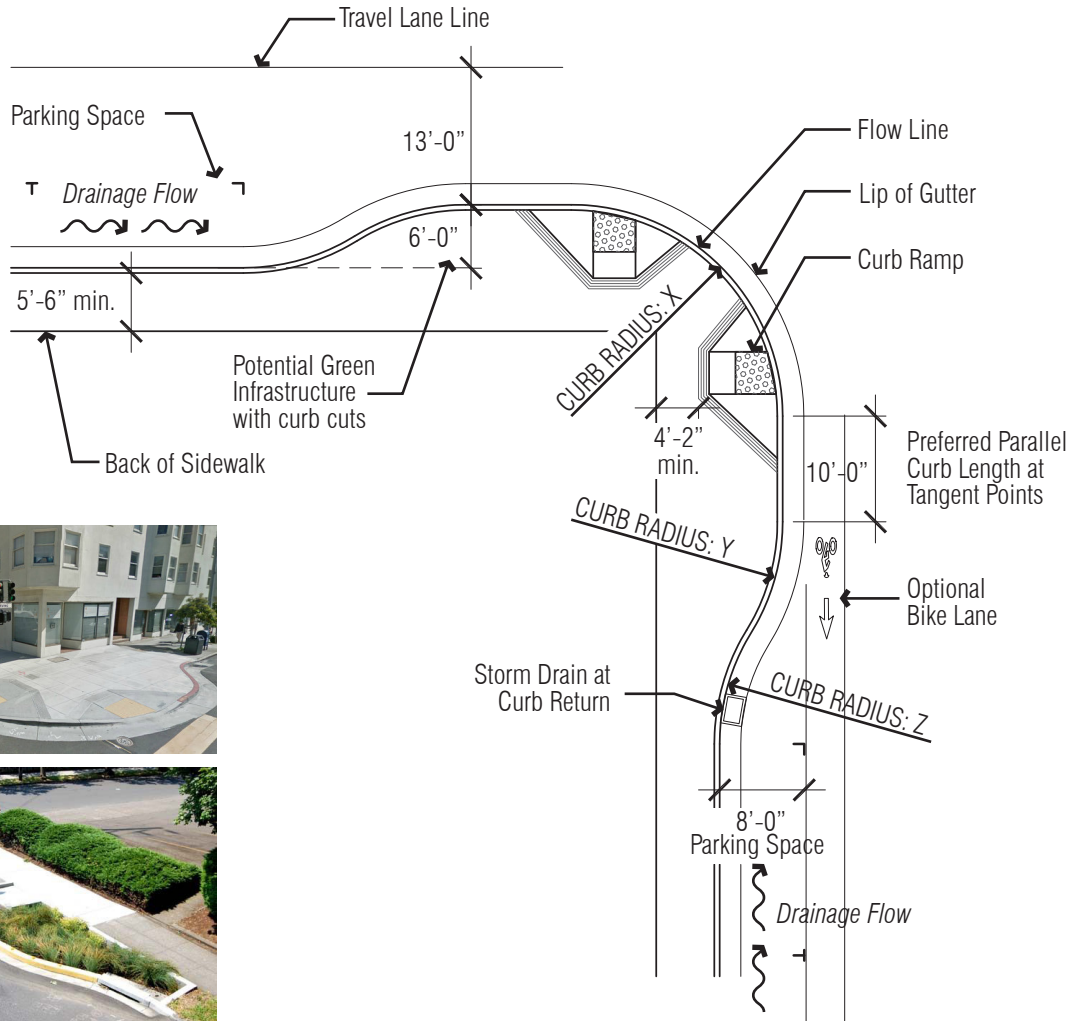 Travel Lane Line
Parking Space
13’-0”
Flow Line
Drainage Flow
Lip of Gutter
6’-0”
Curb Ramp
5’-6” min.
CURB RADIUS: X
Potential Green
Infrastructure
with curb cuts
4’-2”
min.
Back of Sidewalk
10’-0”
Preferred Parallel
Curb Length at
Tangent Points
CURB RADIUS: Y
Optional
Bike Lane
Storm Drain at
Curb Return
CURB RADIUS: Z
8’-0”
Parking Space
Drainage Flow